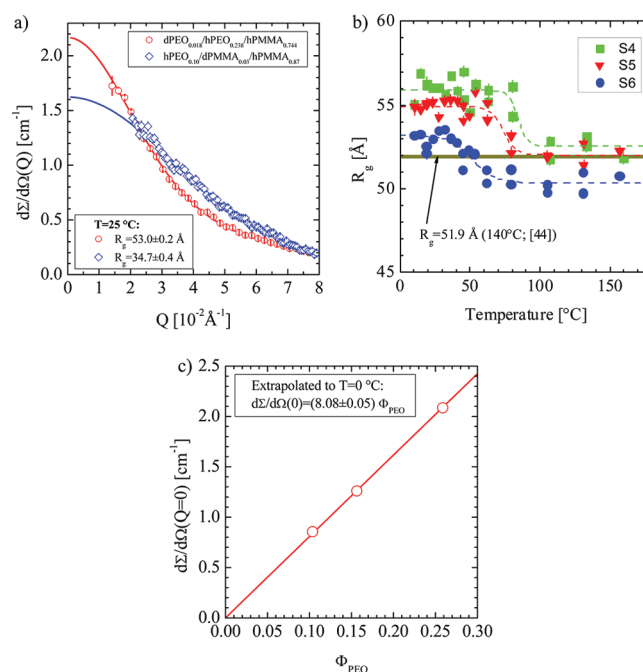 a)
dPEO0.018/hPEO0.238/hPMMA0.744
hPEO0.10/dPMMA0.03/hPMMA0.87
dΣ/dΩ(Q) [cm-1]
2.0
1.5
1.0
0.5
0.0
T=25 °C:
Rg=53.0±0.2 Å
Rg=34.7±0.4 Å
0 1 2 3 4 5 6 7 8
Q [10-2Å-1]
b)
S4
S5
S6
Rg [Å]
60
55
50
45
Rg=51.9 Å (140°C; [44])
0 50 100 150
Temperature [°C]
c)
Extrapolated to T=0 °C:
dΣ/dΩ(0)=(8.08±0.05) ΦPEO
dΣ/dΩ(Q=0) [cm-1]
2.5
2.0
1.5
1.0
0.5
0.0
0.00 0.05 0.10 0.15 0.20 0.25 0.30
ΦPEO